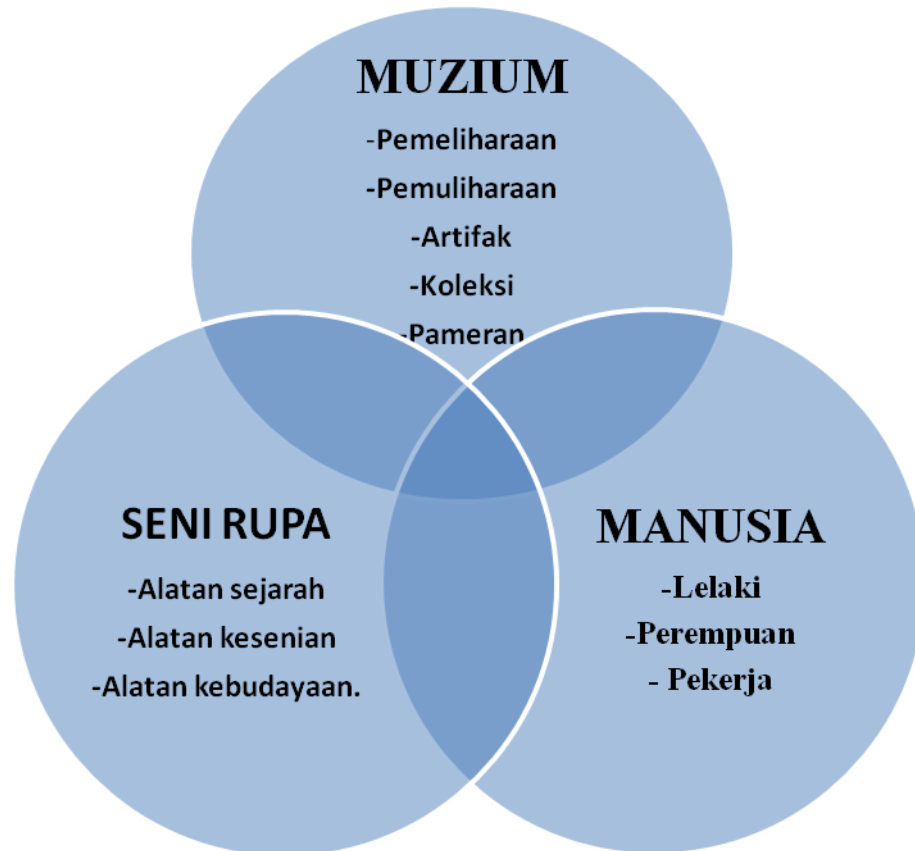 MUZIUM
-Pemeliharaan
-Pemuliharaan
-Artifak
-Koleksi
-Pameran
SENI RUPA
-Alatan sejarah
-Alatan kesenian
-Alatan kebudayaan.
MANUSIA
-Lelaki
-Perempuan
- Pekerja